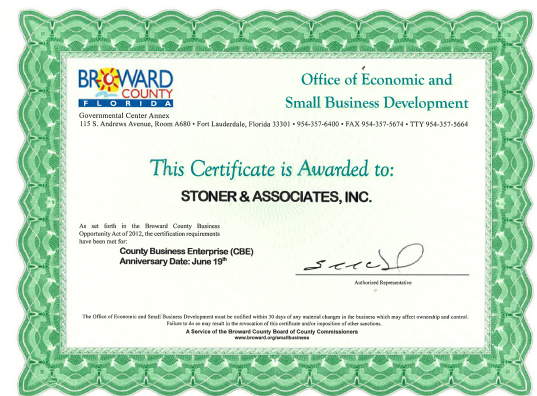 BROWARD
COUNTY
FLORIDA
Office of Economic and
Small Business Development
Governmental Center Annex
115 S. Andrews Avenue, Room A680 • Fort Lauderdale, Florida 33301 • 954-357-6400 • FAX 954-357-5674 • TTY 954-357-5664
This Certificate is Awarded to:
STONER & ASSOCIATES, INC.
As set forth in the Broward County Business
Opportunity Act of 2012, the certification requirements
have been met for:
County Business Enterprise (CBE)
Anniversary Date: June 19th
Authorized Representative
The Office of Economic and Small Business Development must be notified within 30 days of any material changes in the business which may affect ownership and control.
Failure to do so may result in the revocation of this certificate and/or imposition of other sanctions.
A Service of the Broward County Board of County Commissioners
www.broward.org/smallbusiness